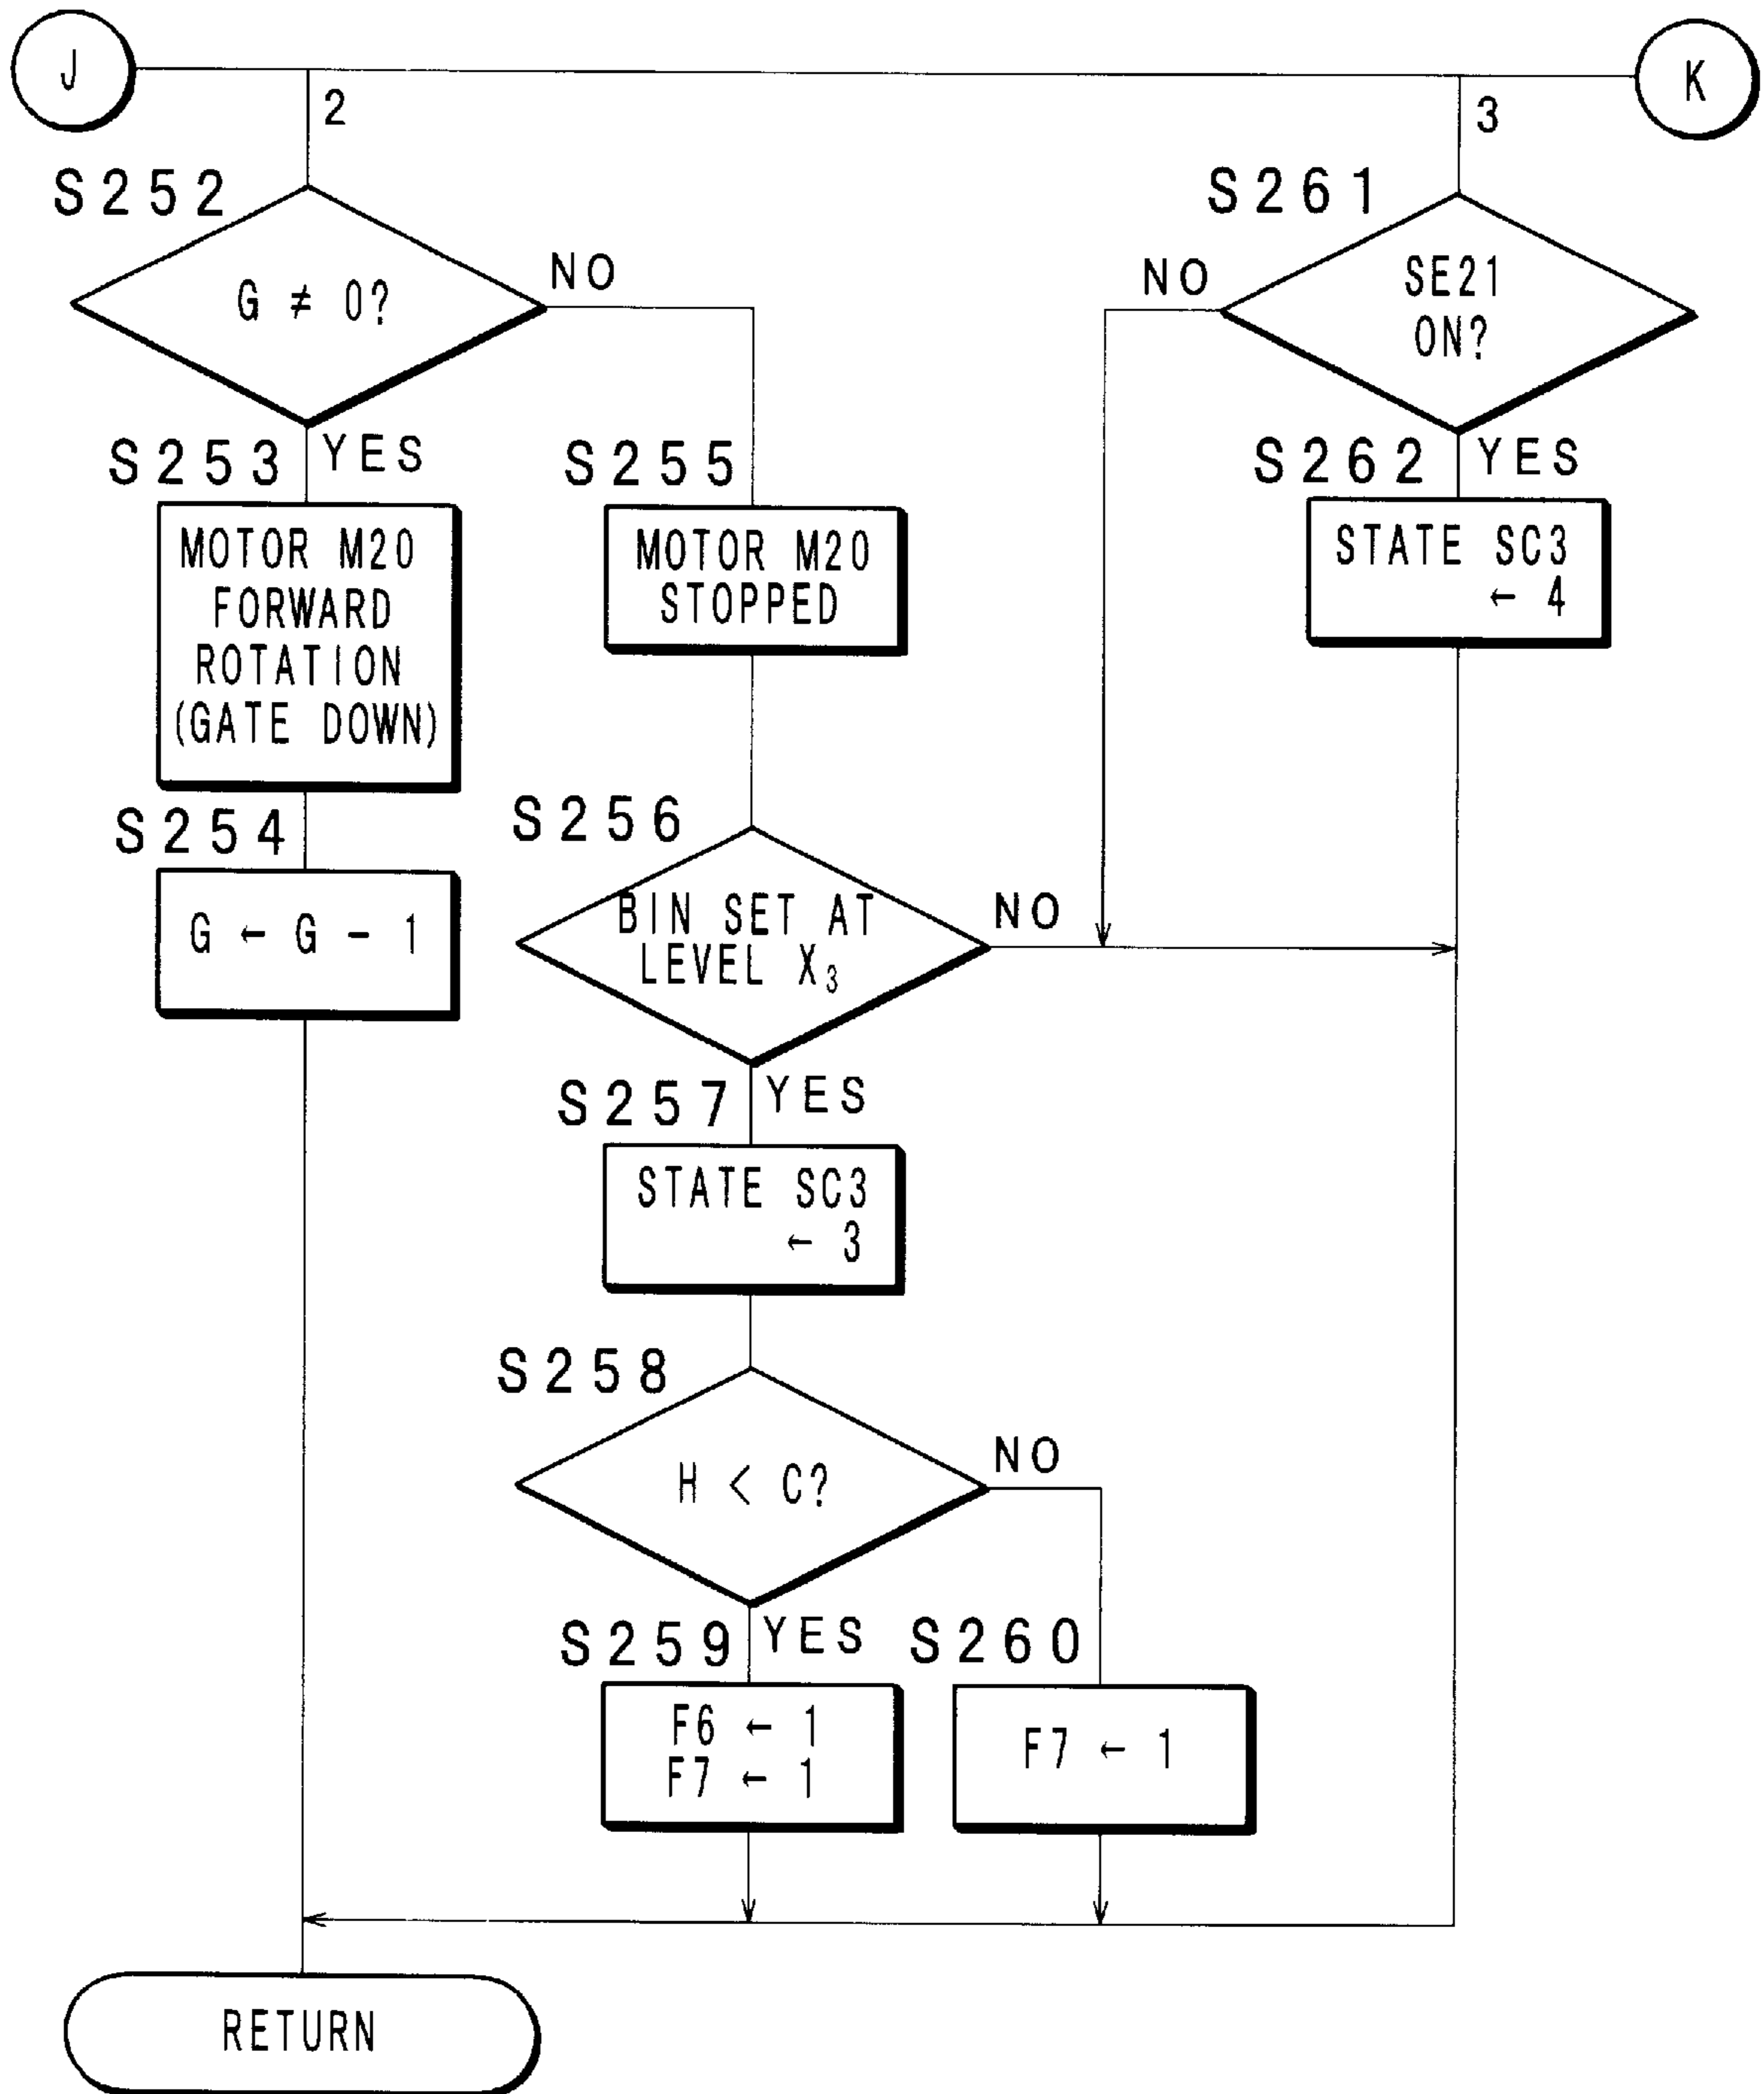 J
K
2
3
S252
S261
G ≠ 0?
NO
NO
SE21
ON?
S253
YES
S255
S262
YES
MOTOR M20
FORWARD
ROTATION
(GATE DOWN)
MOTOR M20
STOPPED
STATE SC3
← 4
S254
G ← G - 1
S256
BIN SET AT
LEVEL X₃
NO
S257
YES
STATE SC3
← 3
S258
H < C?
NO
S259
YES
S260
F6 ← 1
F7 ← 1
F7 ← 1
RETURN